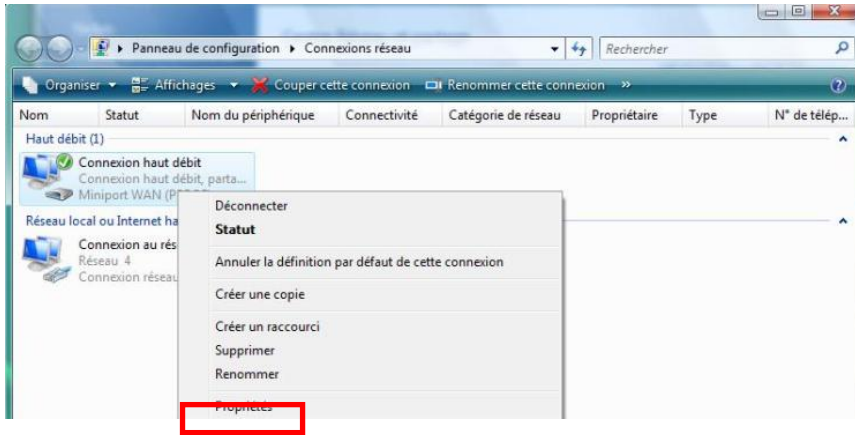 Panneau de configuration Connexions réseau Rechercher
Organiser Affichages Couper cette connexion Renommer cette connexion »
Nom Statut Nom du périphérique Connectivité Catégorie de réseau Propriétaire Type N° de télép...
Haut débit (1)
Connexion haut débit
Connexion haut débit, parta...
Miniport WAN
Déconnecter
Réseau local ou Internet ha
Statut
Connexion au rés
Réseau 4
Annuler la définition par défaut de cette connexion
Connexion réseau
Créer une copie
Créer un raccourci
Supprimer
Renommer
Propriétés